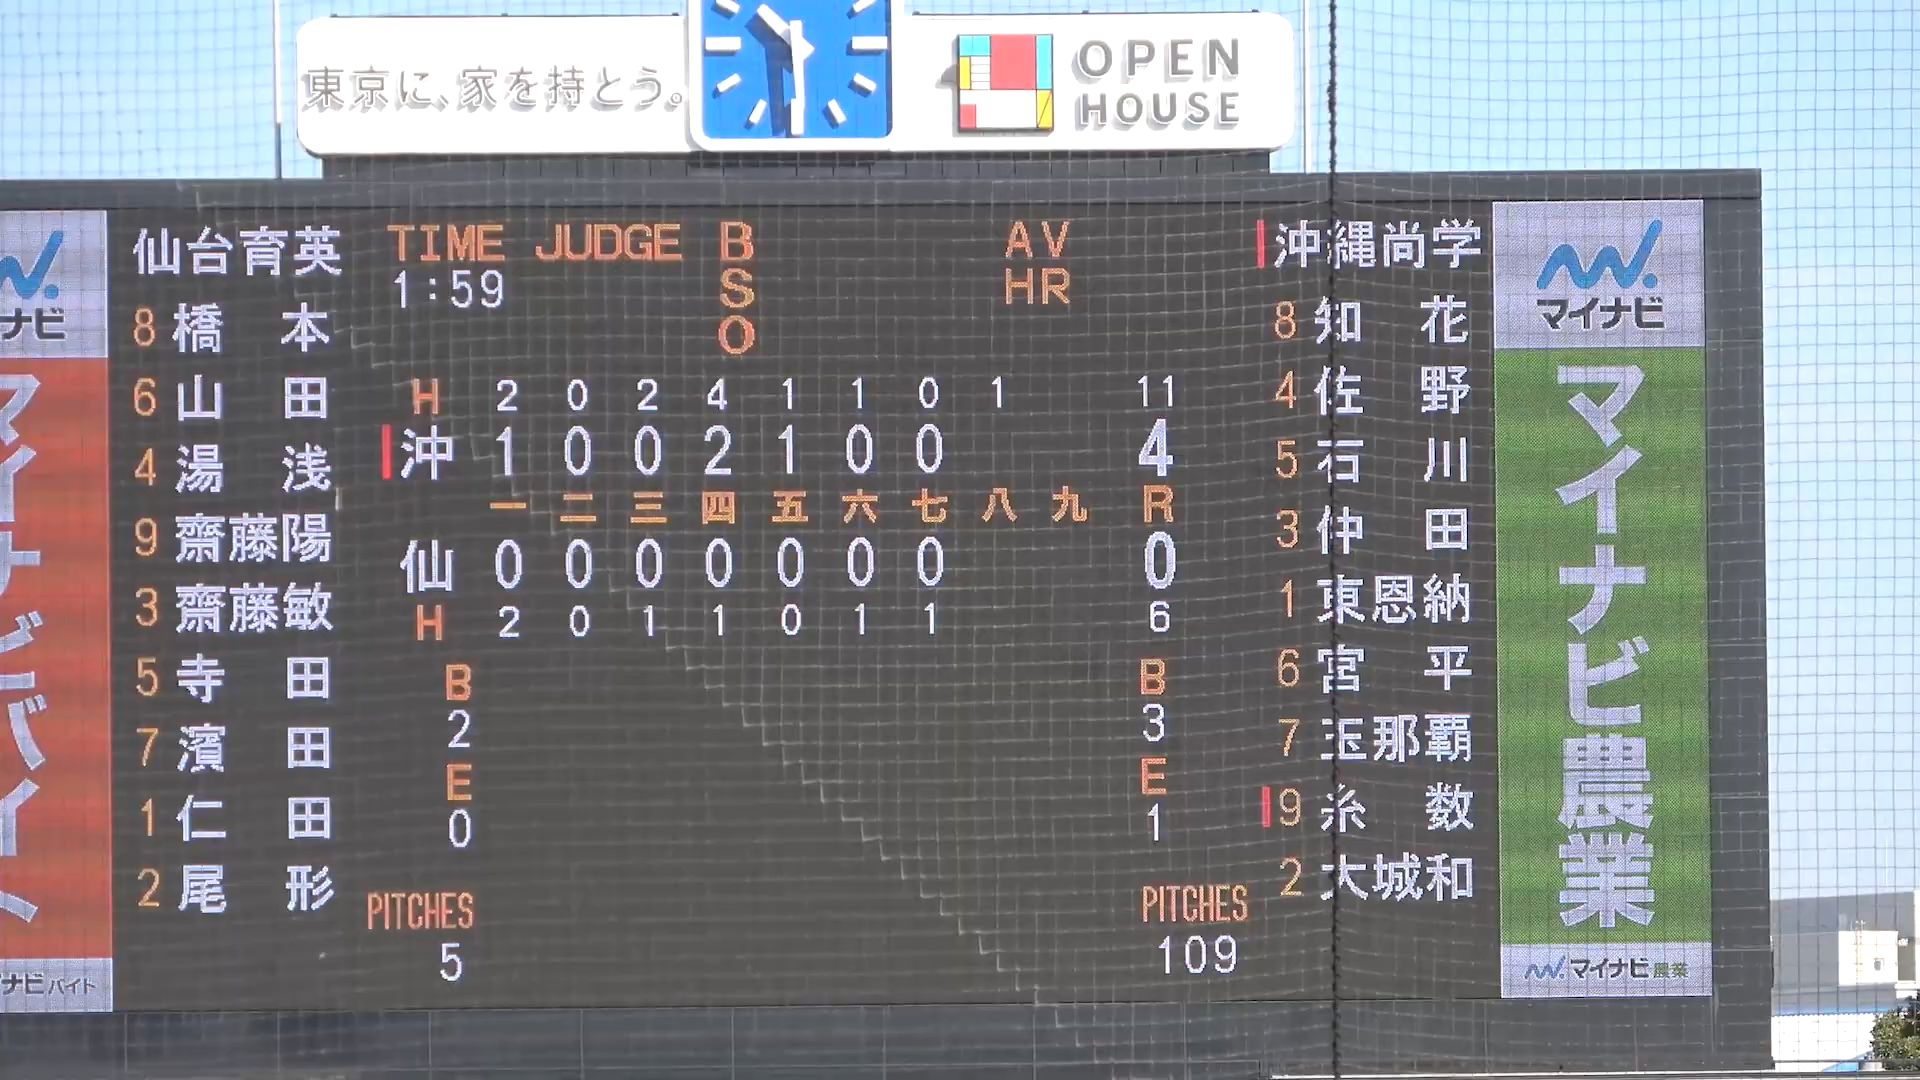 東京に、家を持とう。
OPEN
HOUSE
仙台育英
8 橋本
6 山田
4 湯浅
9 齋藤陽
3 齋藤敏
5 寺田
7 濱田
1 仁田
2 尾形
TIME JUDGE B AV
1:59 S HR
O
H 2 0 2 4 1 1 0 1 11
沖 1 0 0 2 1 0 0 4
一 二 三 四 五 六 七 八 九 R
仙 0 0 0 0 0 0 0 0
H 2 0 1 1 0 1 1 6
B B
2 3
E E
0 1
PITCHES PITCHES
5 109
沖縄尚学
8 知花
4 佐野
5 石川
3 仲田
1 東恩納
6 宮平
7 玉那覇
9 糸数
2 大城和
マイナビ
マイナビ農業
マイナビ農業
ナビ
マイナビバイト
ナビバイト